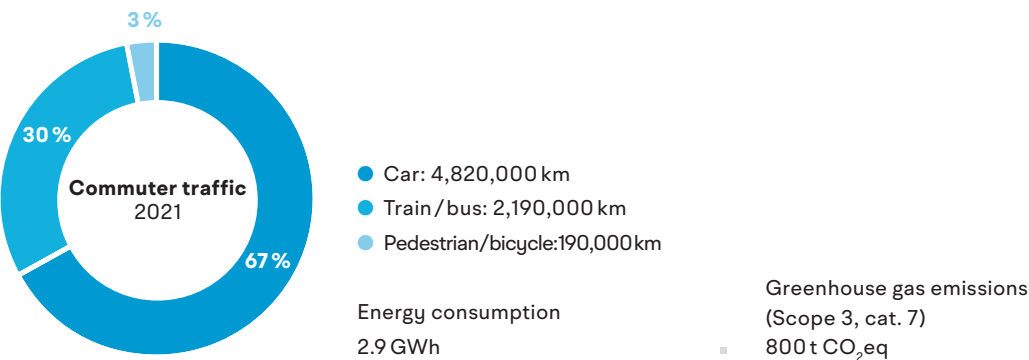 3 %
30 %
Commuter traffic
2021
67 %
Car: 4,820,000 km
Train / bus: 2,190,000 km
Pedestrian/bicycle:190,000 km
Energy consumption
2.9 GWh
Greenhouse gas emissions
(Scope 3, cat. 7)
800 t CO₂eq